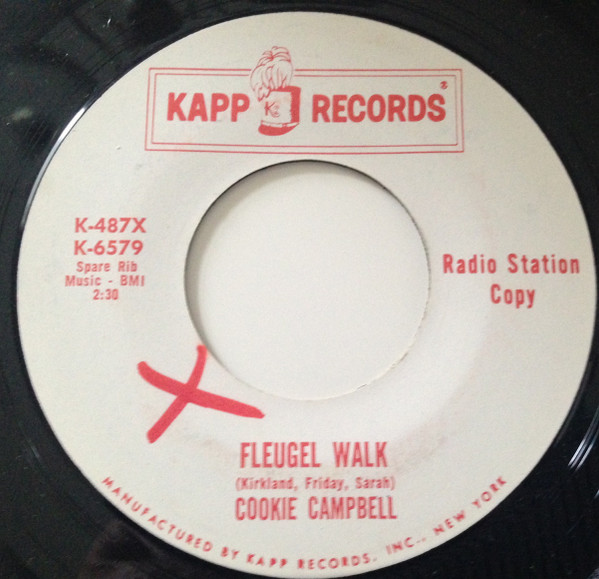 KAPP K RECORDS®
K-487X
K-6579
Spare Rib
Music - BMI
2:30
Radio Station
Copy
FLEUGEL WALK
(Kirkland, Friday, Sarah)
COOKIE CAMPBELL
MANUFACTURED BY KAPP RECORDS, INC., NEW YORK